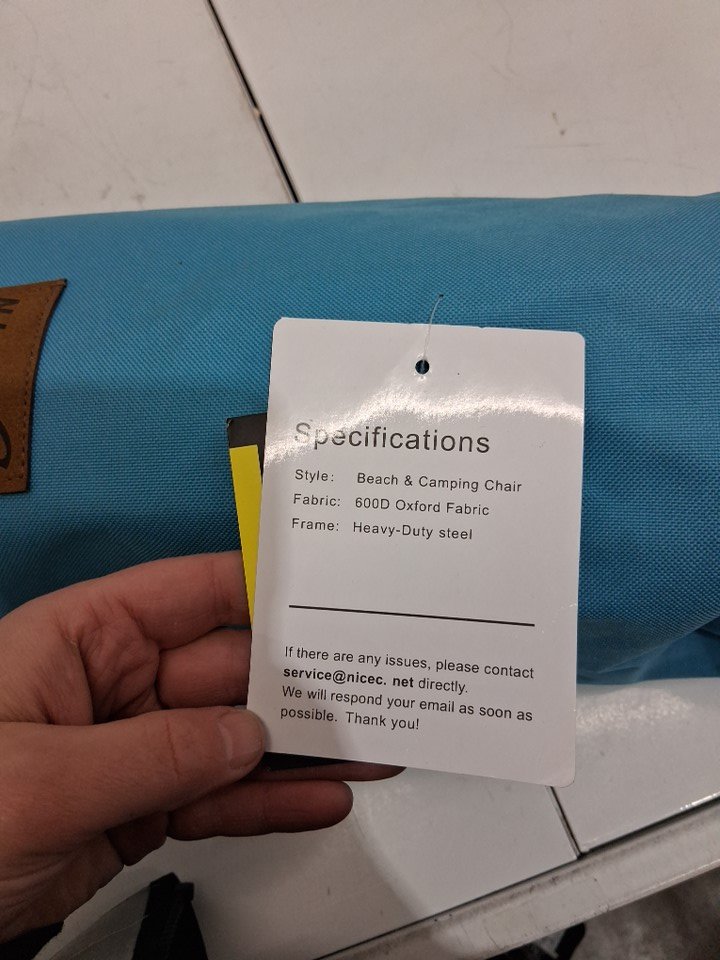 Specifications
Style: Beach & Camping Chair
Fabric: 600D Oxford Fabric
Frame: Heavy-Duty steel
If there are any issues, please contact
service@nicec. net directly.
We will respond your email as soon as
possible. Thank you!